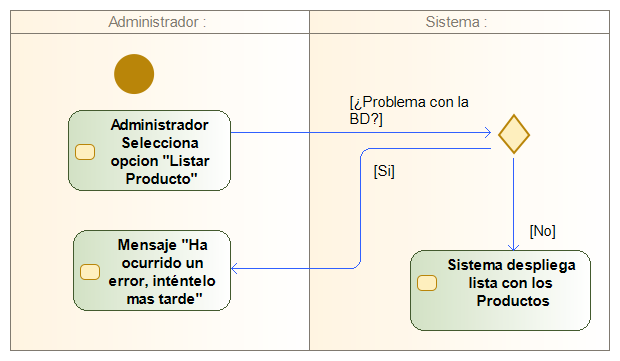 Administrador :
Sistema :
[¿Problema con la
BD?]
Administrador
Selecciona
opcion "Listar
Producto"
[Si]
[No]
Mensaje "Ha
ocurrido un
error, inténtelo
mas tarde"
Sistema despliega
lista con los
Productos